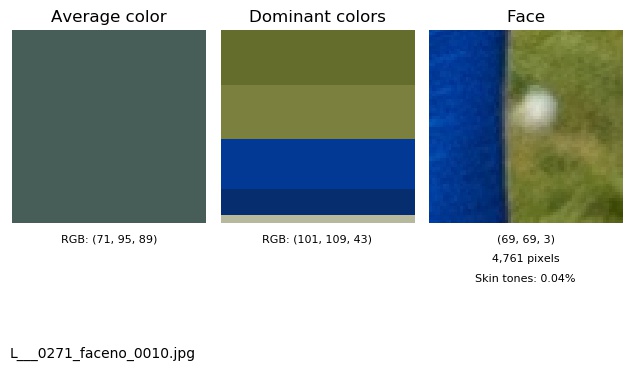 Average color
Dominant colors
Face
RGB: (71, 95, 89)
RGB: (101, 109, 43)
(69, 69, 3)
4,761 pixels
Skin tones: 0.04%
L___0271_faceno_0010.jpg